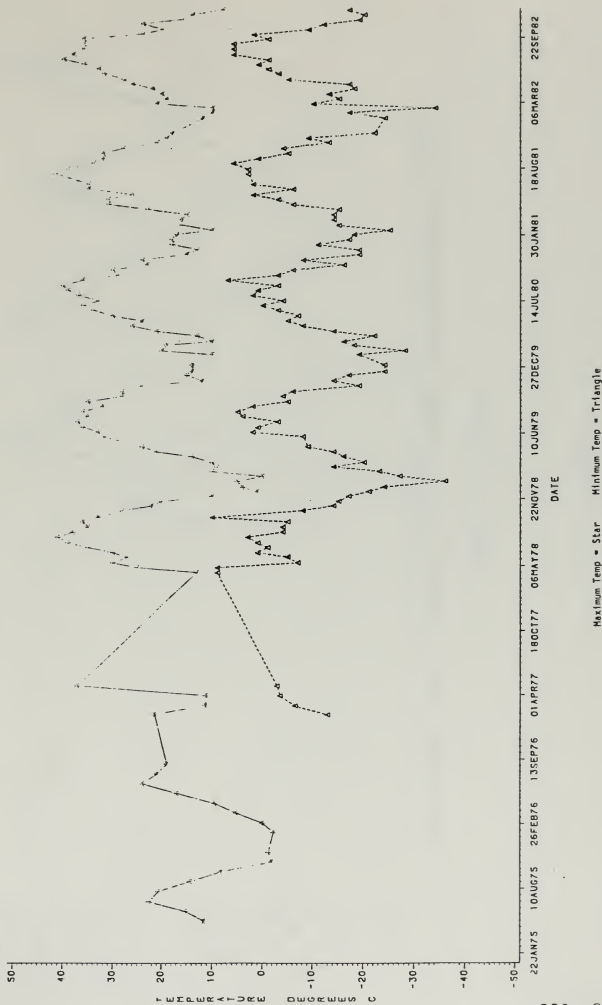 TEMPERATURE DEGREES C
50
40
30
20
10
0
-10
-20
-30
-40
-50
22JAN75 10AUG75 26FEB76 13SEP76 01APR77 18OCT77 06MAY78 22NOV78 10JUN79 27DEC79 14JUL80 30JAN81 18AUG81 06MAR82 22SEP82
DATE
Maximum Temp = Star Minimum Temp = Triangle